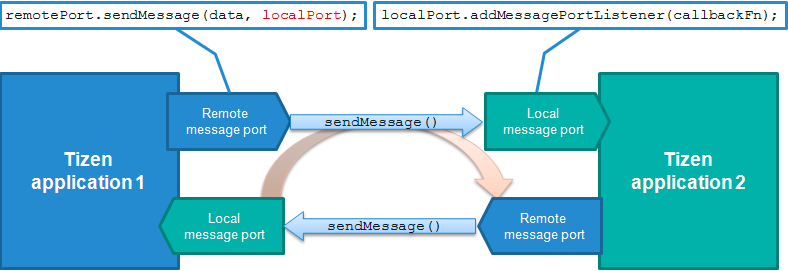 remotePort.sendMessage(data, localPort);
localPort.addMessagePortListener(callbackFn);
Remote
message port
sendMessage()
Local
message port
Tizen
application 1
Tizen
application 2
Local
message port
sendMessage()
Remote
message port